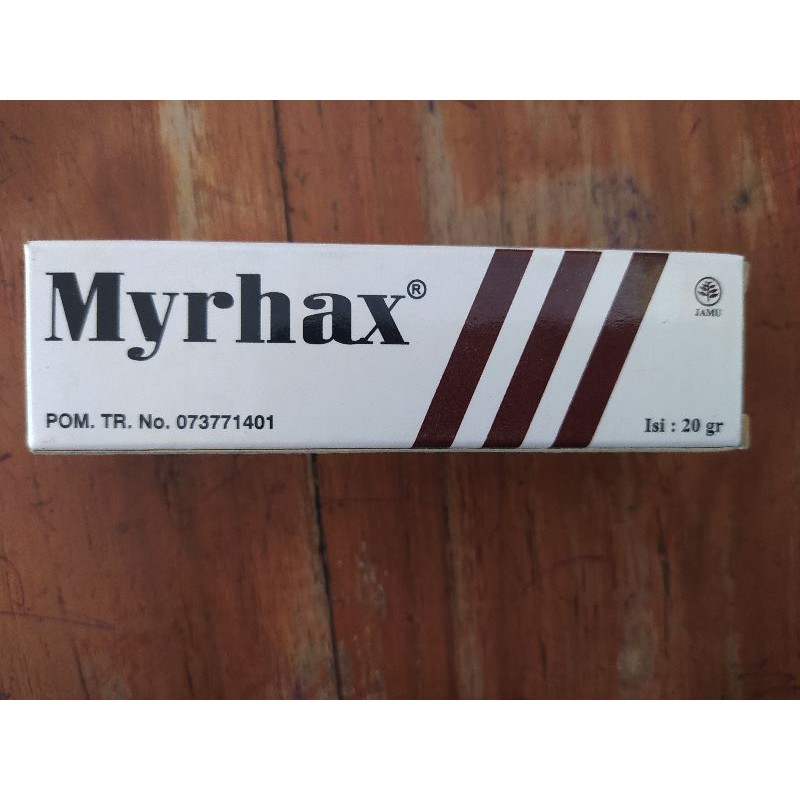 Myrhax®
JAMU
POM. TR. No. 073771401
Isi : 20 gr